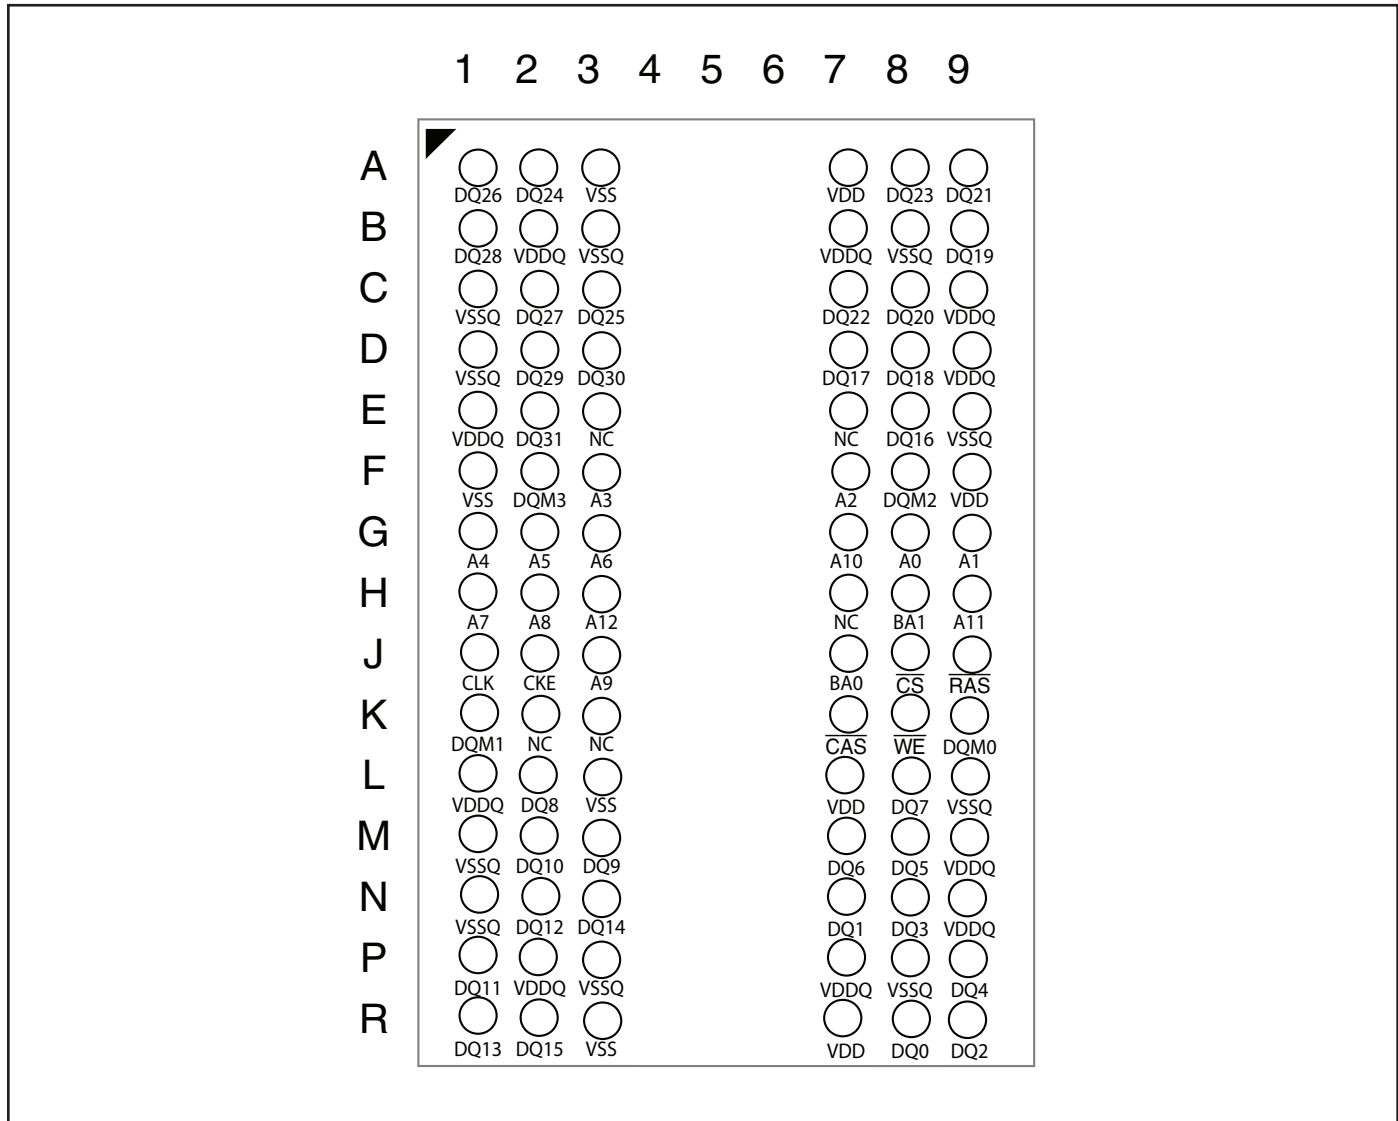 1 2 3 4 5 6 7 8 9
A
DQ26 DQ24 VSS VDD DQ23 DQ21
B
DQ28 VDDQ VSSQ VDDQ VSSQ DQ19
C
VSSQ DQ27 DQ25 DQ22 DQ20 VDDQ
D
VSSQ DQ29 DQ30 DQ17 DQ18 VDDQ
E
VDDQ DQ31 NC NC DQ16 VSSQ
F
VSS DQM3 A3 A2 DQM2 VDD
G
A4 A5 A6 A10 A0 A1
H
A7 A8 A12 NC BA1 A11
J
CLK CKE A9 BA0 C̅S̅ R̅A̅S̅
K
DQM1 NC NC C̅A̅S̅ W̅E̅ DQM0
L
VDDQ DQ8 VSS VDD DQ7 VSSQ
M
VSSQ DQ10 DQ9 DQ6 DQ5 VDDQ
N
VSSQ DQ12 DQ14 DQ1 DQ3 VDDQ
P
DQ11 VDDQ VSSQ VDDQ VSSQ DQ4
R
DQ13 DQ15 VSS VDD DQ0 DQ2